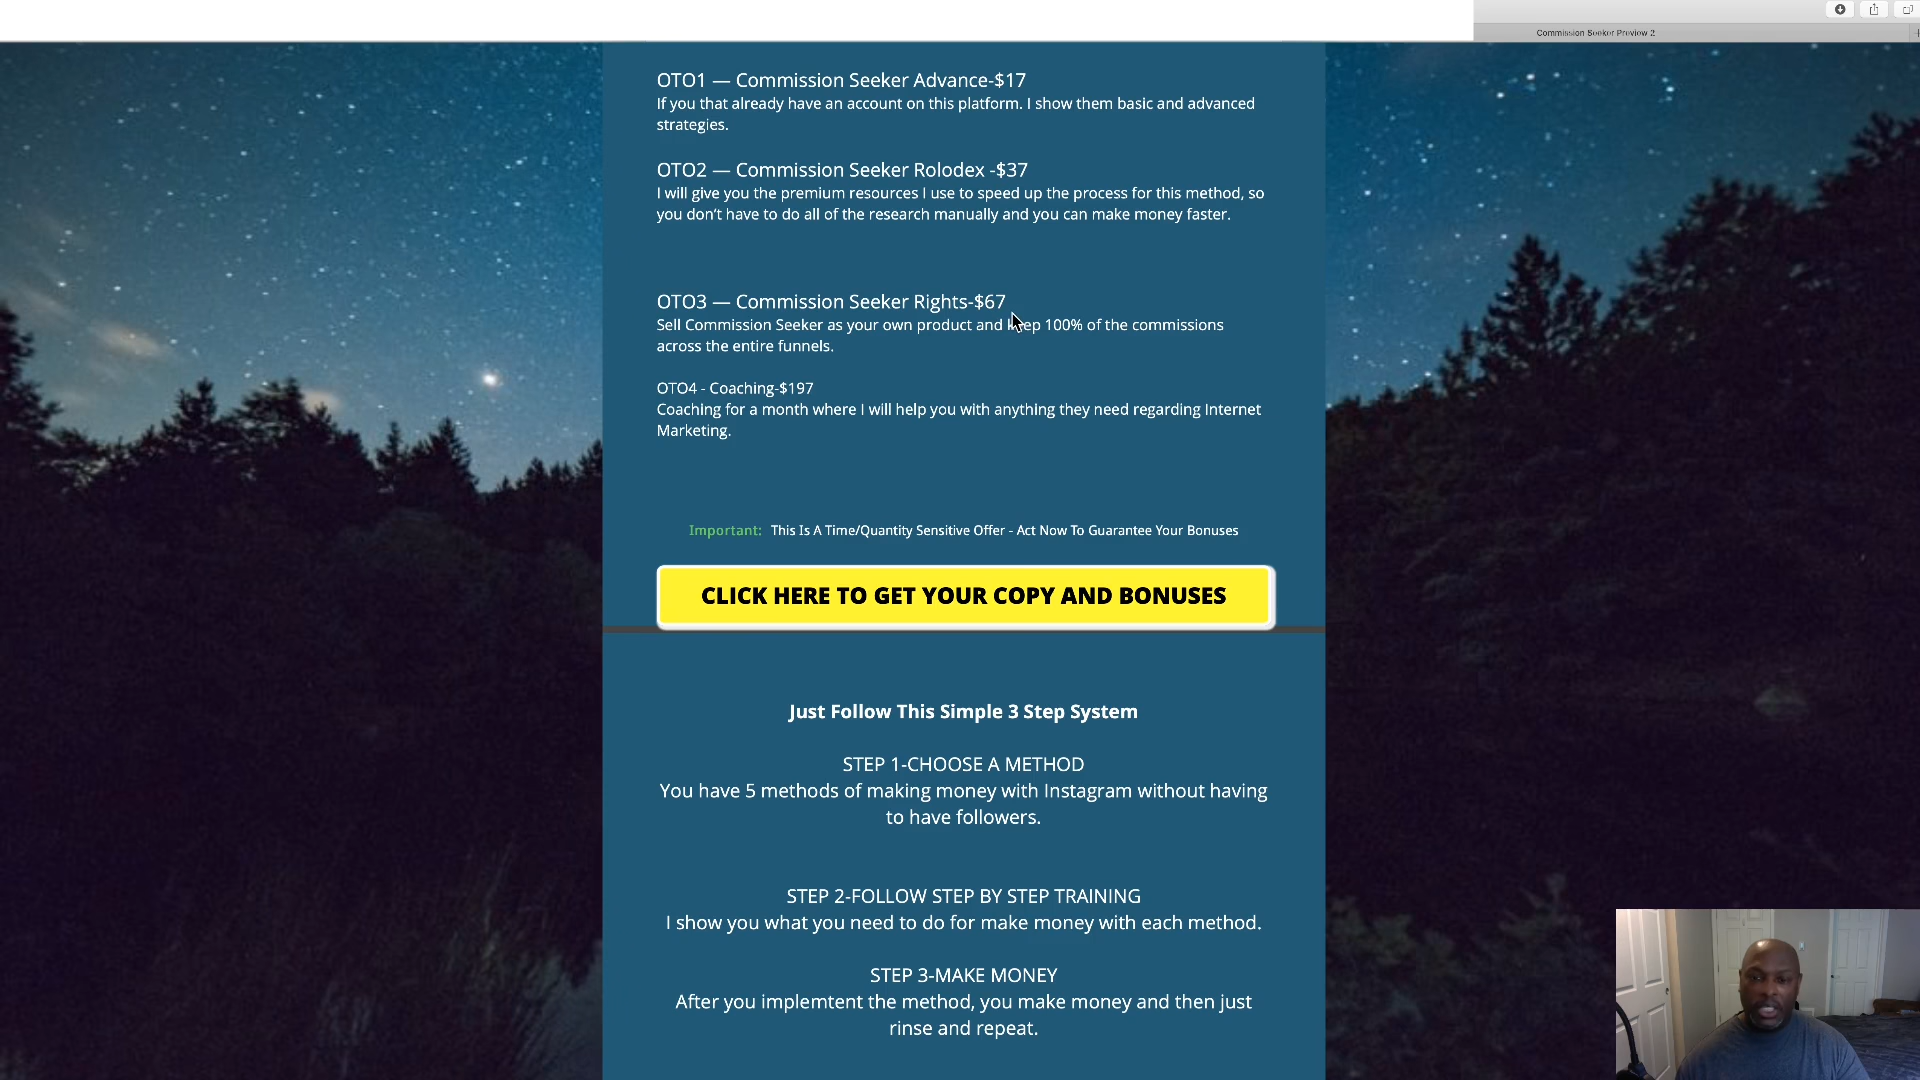 Commission Seeker Preview 2
OTO1 — Commission Seeker Advance-$17
If you that already have an account on this platform. I show them basic and advanced
strategies.
OTO2 — Commission Seeker Rolodex -$37
I will give you the premium resources I use to speed up the process for this method, so
you don't have to do all of the research manually and you can make money faster.
OTO3 — Commission Seeker Rights-$67
Sell Commission Seeker as your own product and keep 100% of the commissions
across the entire funnels.
OTO4 - Coaching-$197
Coaching for a month where I will help you with anything they need regarding Internet
Marketing.
Important: This Is A Time/Quantity Sensitive Offer - Act Now To Guarantee Your Bonuses
CLICK HERE TO GET YOUR COPY AND BONUSES
Just Follow This Simple 3 Step System
STEP 1-CHOOSE A METHOD
You have 5 methods of making money with Instagram without having
to have followers.
STEP 2-FOLLOW STEP BY STEP TRAINING
I show you what you need to do for make money with each method.
STEP 3-MAKE MONEY
After you implemtent the method, you make money and then just
rinse and repeat.